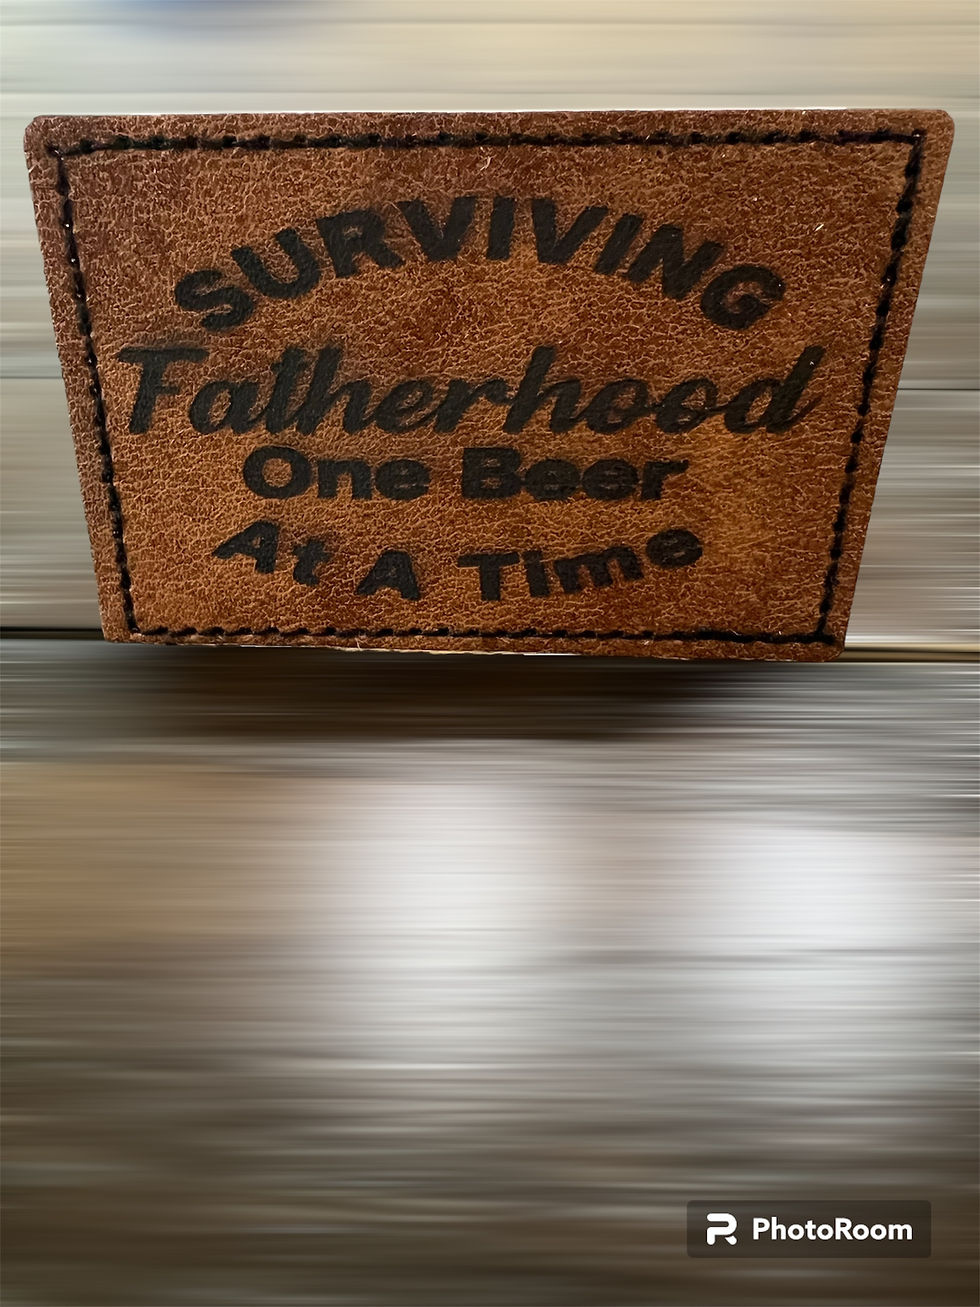 SURVIVING
Fatherhood
One Beer
At A Time
PhotoRoom